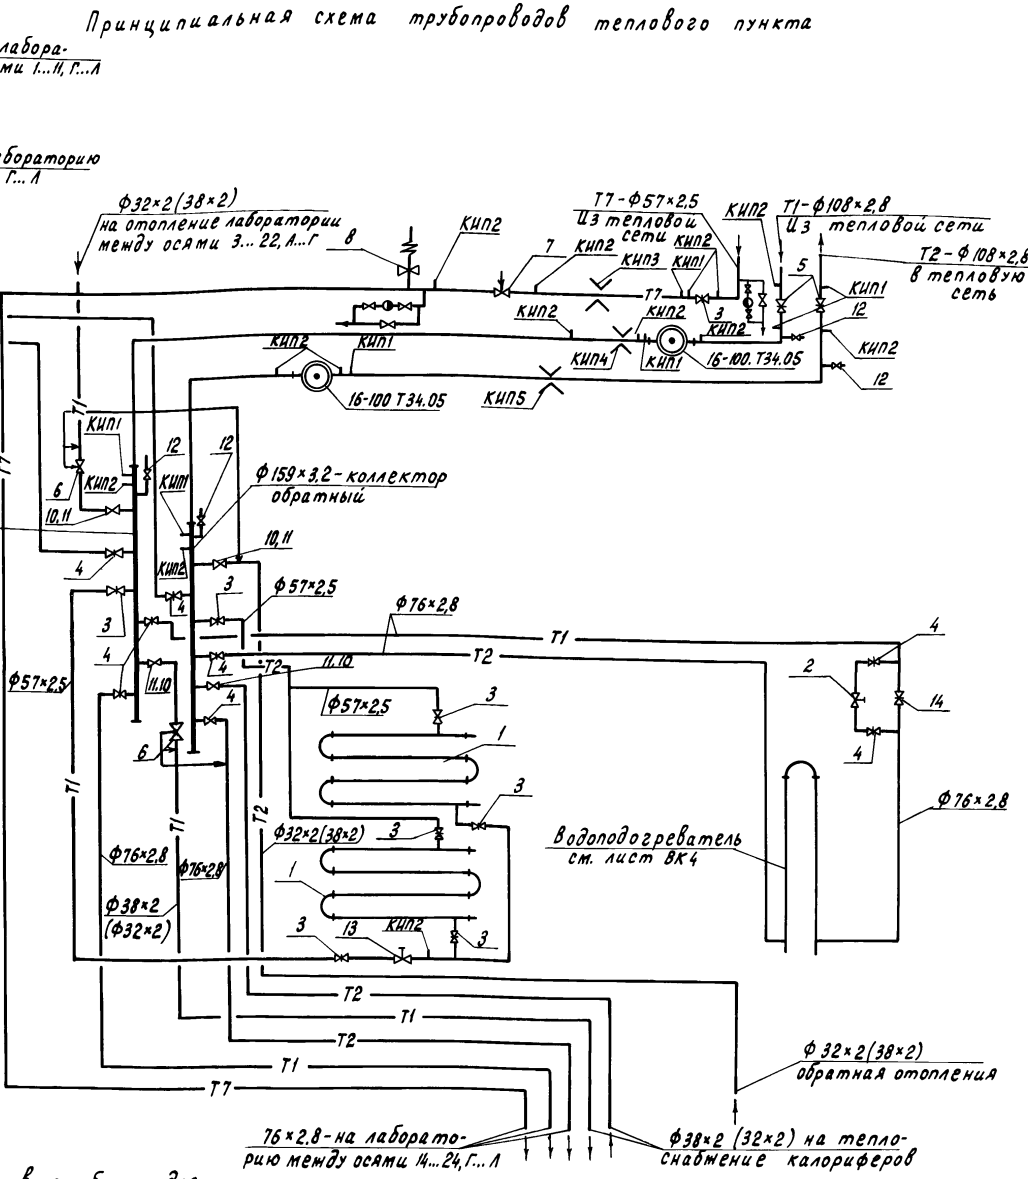 Принципиальная схема трубопроводов теплового пункта
лабора-
ми 1...11, Г...Л
Г...Л
Ф32×2 (38×2)
на отопление лаборатории
между осями 3...22, А...Г
8
КИП2
7
КИП2
КИП3
Т7-Ф57×2,5
Из тепловой
сети
КИП2
КИП1
КИП2
Т1-Ф108×2,8
Из тепловой сети
Т2-Ф108×2,8
в тепловую
сеть
5
КИП1
12
КИП2
12
Т7
3
КИП2
КИП2
КИП2
КИП4
КИП1
16-100.Т34.05
КИП2
КИП1
16-100 Т34.05
КИП5
Т1
Т7
КИП1
КИП2
12
6
10,11
КИП1
12
КИП2
Ф159×3,2-коллектор
обратный
10,11
4
4
3
Ф57×2,5
3
4
Ф76×2,8
Т1
Т2
11.10
4
Т2
11.10
4
Ф57×2,5
Ф57×2,5
6
3
1
3
3
1
4
2
14
4
Ф76×2,8
Водоподогреватель
см. лист ВК4
Т1
Т1
Т2
Ф32×2(38×2)
Ф76×2,8
Ф76×2,8
Ф38×2
(Ф32×2)
3
13
КИП2
3
Т2
Т1
Т2
Т1
Т7
Ф 32×2 (38×2)
обратная отопления
76×2,8-на лаборато-
рию между осями 14...24, Г...Л
Ф38×2 (32×2) на тепло-
снабжение калориферов